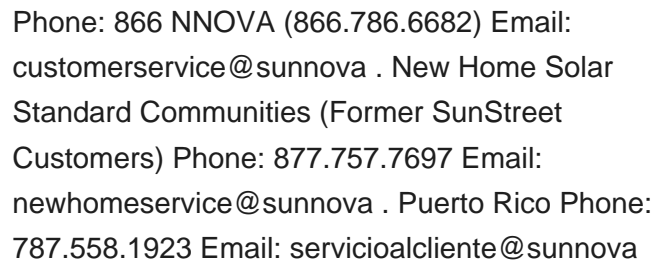 Phone: 866 NNOVA (866.786.6682) Email:
customerservice@sunnova . New Home Solar
Standard Communities (Former SunStreet
Customers) Phone: 877.757.7697 Email:
newhomeservice@sunnova . Puerto Rico Phone:
787.558.1923 Email: servicioalcliente@sunnova